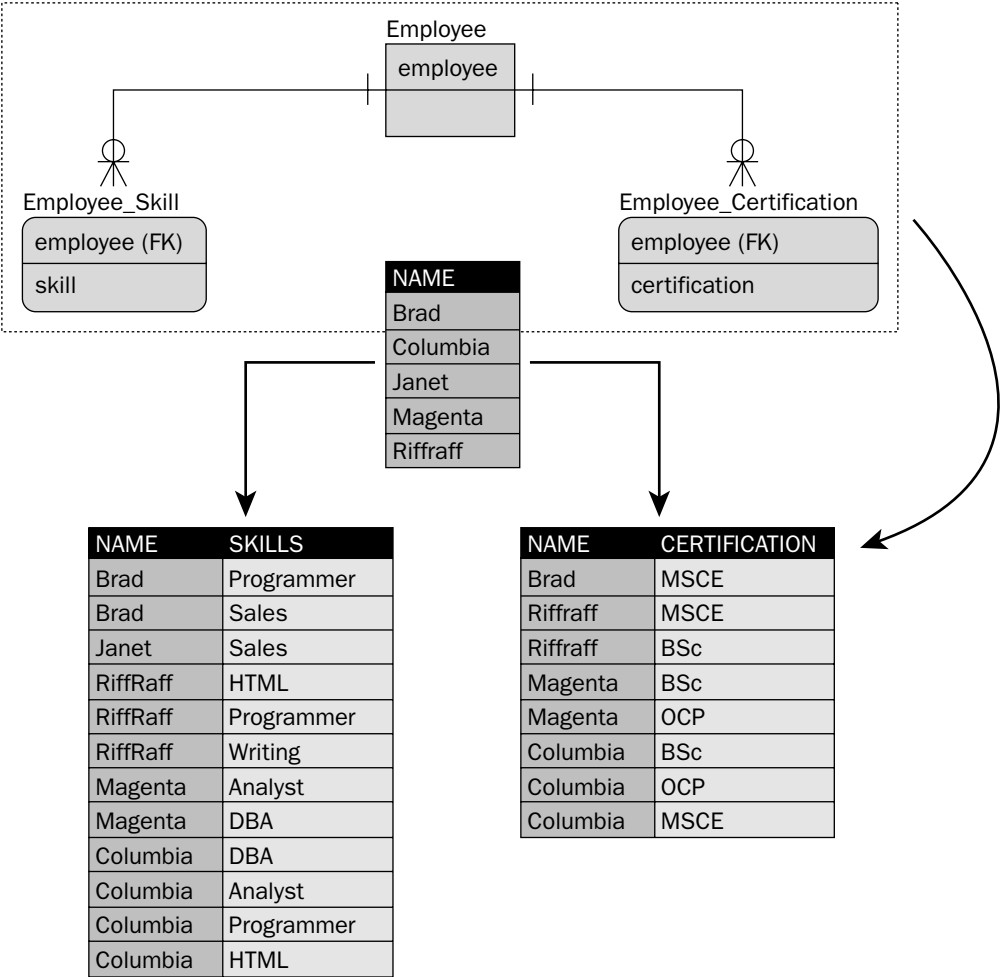 Employee
employee
Employee_Skill
employee (FK)
skill
Employee_Certification
employee (FK)
certification
NAME
Brad
Columbia
Janet
Magenta
Riffraff
NAME SKILLS
Brad Programmer
Brad Sales
Janet Sales
RiffRaff HTML
RiffRaff Programmer
RiffRaff Writing
Magenta Analyst
Magenta DBA
Columbia DBA
Columbia Analyst
Columbia Programmer
Columbia HTML
NAME CERTIFICATION
Brad MSCE
Riffraff MSCE
Riffraff BSc
Magenta BSc
Magenta OCP
Columbia BSc
Columbia OCP
Columbia MSCE